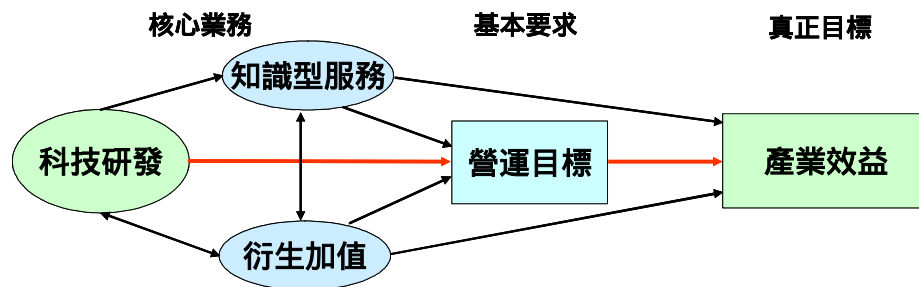 核心業務
基本要求
真正目標
知識型服務
科技研發
營運目標
產業效益
衍生加值